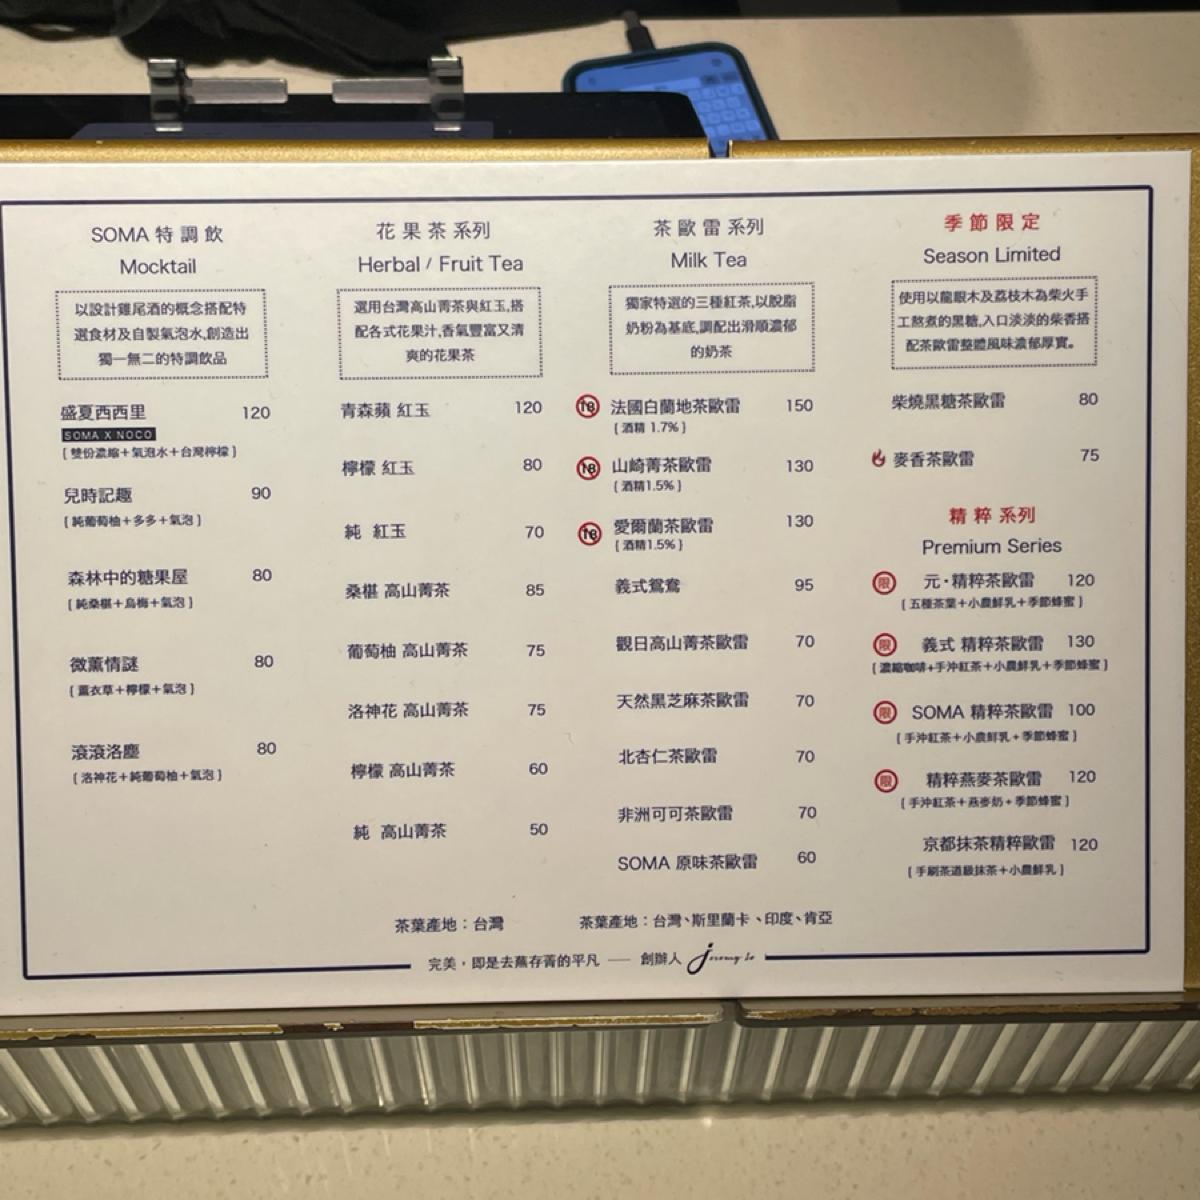 SOMA 特調飲
Mocktail
以設計雞尾酒的概念搭配特
選食材及自製氣泡水,創造出
獨一無二的特調飲品
盛夏西西里 120
SOMA X NOCO
[ 雙份濃縮+氣泡水+台灣檸檬 ]
兒時記趣 90
[ 純葡萄柚+多多+氣泡 ]
森林中的糖果屋 80
[ 純桑椹+烏梅+氣泡 ]
微薰情謎 80
[ 薰衣草+檸檬+氣泡 ]
滾滾洛塵 80
[ 洛神花+純葡萄柚+氣泡 ]
花果茶系列
Herbal / Fruit Tea
選用台灣高山菁茶與紅玉,搭
配各式花果汁,香氣豐富又清
爽的花果茶
青森蘋 紅玉 120
檸檬 紅玉 80
純 紅玉 70
桑椹 高山菁茶 85
葡萄柚 高山菁茶 75
洛神花 高山菁茶 75
檸檬 高山菁茶 60
純 高山菁茶 50
茶葉產地：台灣
茶歐蕾系列
Milk Tea
獨家特選的三種紅茶,以脫脂
奶粉為基底,調配出滑順濃郁
的奶茶
18 法國白蘭地茶歐雷 150
[ 酒精 1.7% ]
18 山崎菁茶歐雷 130
[ 酒精1.5% ]
18 愛爾蘭茶歐雷 130
[ 酒精1.5% ]
義式鴛鴦 95
觀日高山菁茶歐雷 70
天然黑芝麻茶歐雷 70
北杏仁茶歐雷 70
非洲可可茶歐雷 70
SOMA 原味茶歐雷 60
茶葉產地：台灣、斯里蘭卡、印度、肯亞
季節限定
Season Limited
使用以龍眼木及荔枝木為柴火手
工熬煮的黑糖,入口淡淡的柴香搭
配茶歐雷整體風味濃郁厚實。
柴燒黑糖茶歐雷 80
麥香茶歐雷 75
精粹系列
Premium Series
限 元·精粹茶歐雷 120
[ 五種茶葉+小農鮮乳+季節蜂蜜 ]
限 義式 精粹茶歐雷 130
[ 濃縮咖啡+手沖紅茶+小農鮮乳+季節蜂蜜 ]
限 SOMA 精粹茶歐雷 100
[ 手沖紅茶+小農鮮乳+季節蜂蜜 ]
限 精粹燕麥茶歐雷 120
[ 手沖紅茶+燕麥奶+季節蜂蜜 ]
京都抹茶精粹歐雷 120
[ 手刷茶道級抹茶+小農鮮乳 ]
完美，即是去蕪存菁的平凡 —— 創辦人